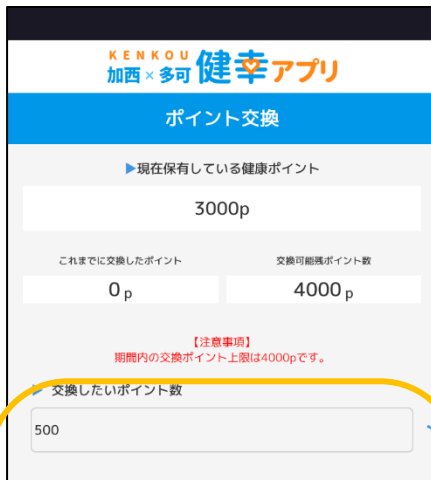 KENKOU
加西×多可 健幸アプリ
ポイント交換
▶現在保有している健康ポイント
3000p
これまでに交換したポイント 交換可能残ポイント数
0 p 4000 p
【注意事項】
期間内の交換ポイント上限は4000pです。
▶ 交換したいポイント数
500